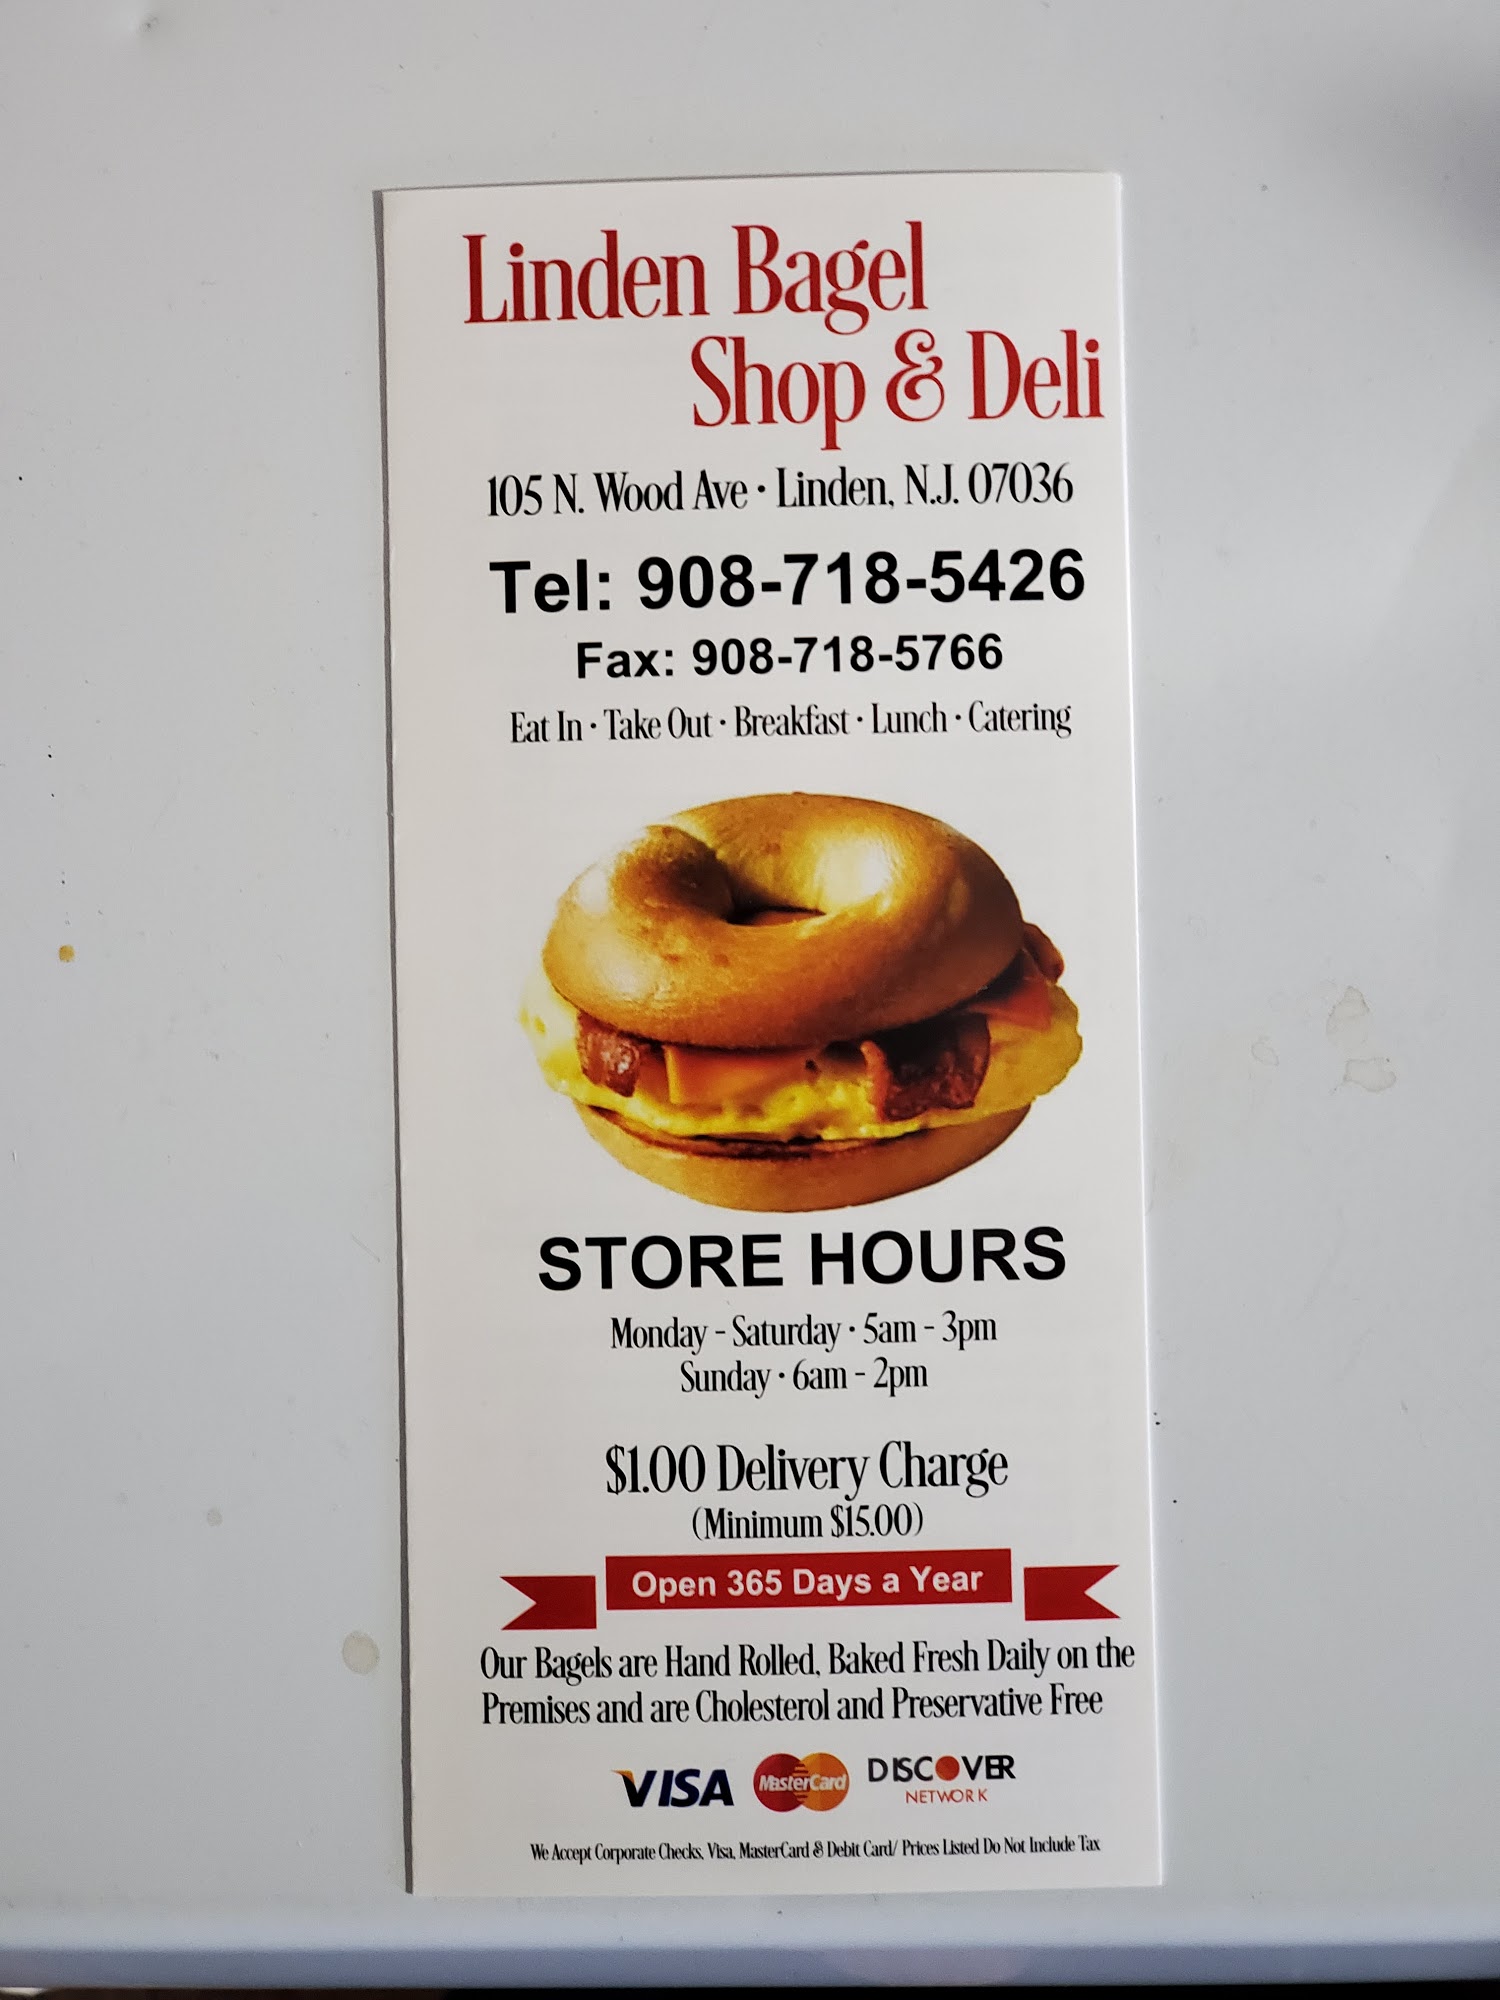 Linden Bagel
Shop & Deli
105 N. Wood Ave • Linden, N.J. 07036
Tel: 908-718-5426
Fax: 908-718-5766
Eat In • Take Out • Breakfast • Lunch • Catering
STORE HOURS
Monday - Saturday • 5am - 3pm
Sunday • 6am - 2pm
$1.00 Delivery Charge
(Minimum $15.00)
Open 365 Days a Year
Our Bagels are Hand Rolled, Baked Fresh Daily on the
Premises and are Cholesterol and Preservative Free
VISA MasterCard DISCOVER
NETWORK
We Accept Corporate Checks, Visa, MasterCard & Debit Card/ Prices Listed Do Not Include Tax